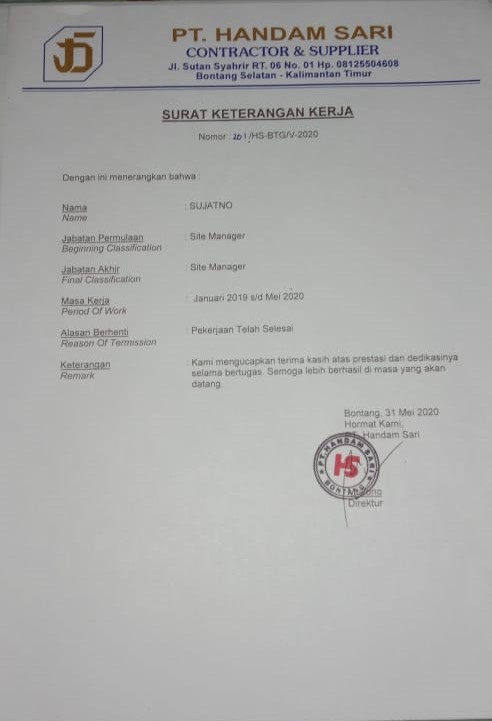 PT. HANDAM SARI
CONTRACTOR & SUPPLIER
Jl. Sutan Syahrir RT. 06 No. 01 Hp. 08125504608
Bontang Selatan - Kalimantan Timur
SURAT KETERANGAN KERJA
Nomor : 201/HS-BTG/V-2020
Dengan ini menerangkan bahwa :
Nama : SUJATNO
Name
Jabatan Permulaan : Site Manager
Beginning Classification
Jabatan Akhir : Site Manager
Final Classification
Masa Kerja : Januari 2019 s/d Mei 2020
Period Of Work
Alasan Berhenti : Pekerjaan Telah Selesai
Reason Of Termission
Keterangan : Kami mengucapkan terima kasih atas prestasi dan dedikasinya
Remark selama bertugas. Semoga lebih berhasil di masa yang akan
datang.
Bontang, 31 Mei 2020
Hormat Kami,
PT. Handam Sari
PT. HANDAM SARI
HS
BONTANG
Direktur